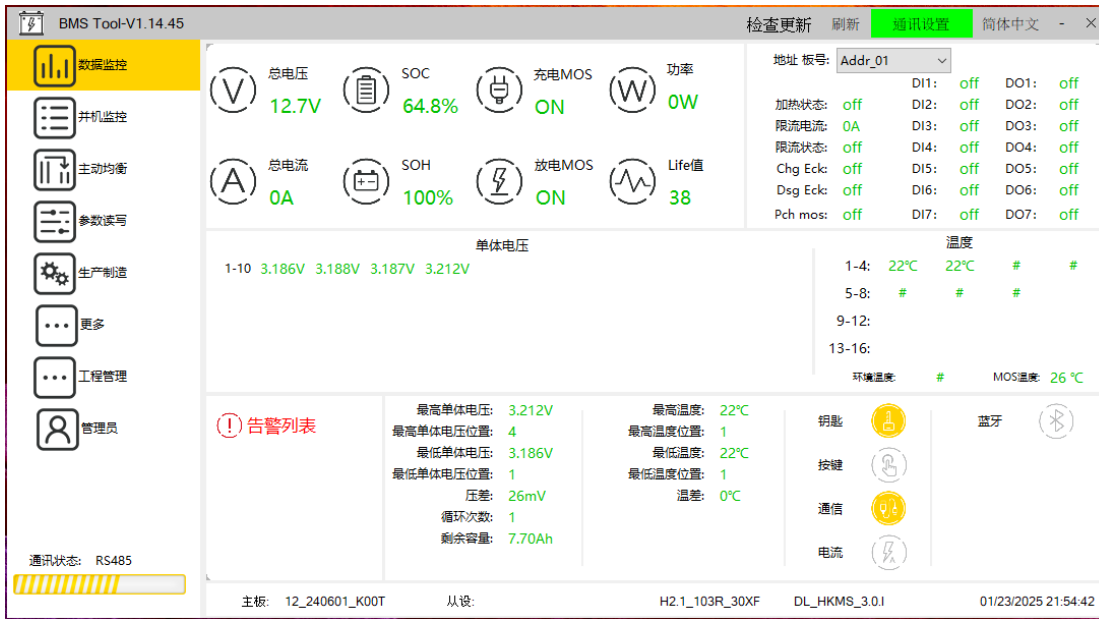 BMS Tool-V1.14.45 检查更新 刷新 通讯设置 简体中文 - ×
数据监控
并机监控
主动均衡
参数读写
生产制造
更多
工程管理
管理员
通讯状态: RS485
总电压 12.7V
SOC 64.8%
充电MOS ON
功率 0W
总电流 0A
SOH 100%
放电MOS ON
Life值 38
地址 板号: Addr_01
DI1: off DO1: off
加热状态: off DI2: off DO2: off
限流电流: 0A DI3: off DO3: off
限流状态: off DI4: off DO4: off
Chg Eck: off DI5: off DO5: off
Dsg Eck: off DI6: off DO6: off
Pch mos: off DI7: off DO7: off
单体电压
1-10 3.186V 3.188V 3.187V 3.212V
温度
1-4: 22℃ 22℃ # #
5-8: # # #
9-12:
13-16:
环境温度: # MOS温度: 26 ℃
告警列表
最高单体电压: 3.212V
最高单体电压位置: 4
最低单体电压: 3.186V
最低单体电压位置: 1
压差: 26mV
循环次数: 1
剩余容量: 7.70Ah
最高温度: 22℃
最高温度位置: 1
最低温度: 22℃
最低温度位置: 1
温差: 0℃
钥匙
按键
通信
电流
蓝牙
主板: 12_240601_K00T 从设: H2.1_103R_30XF DL_HKMS_3.0.I 01/23/2025 21:54:42